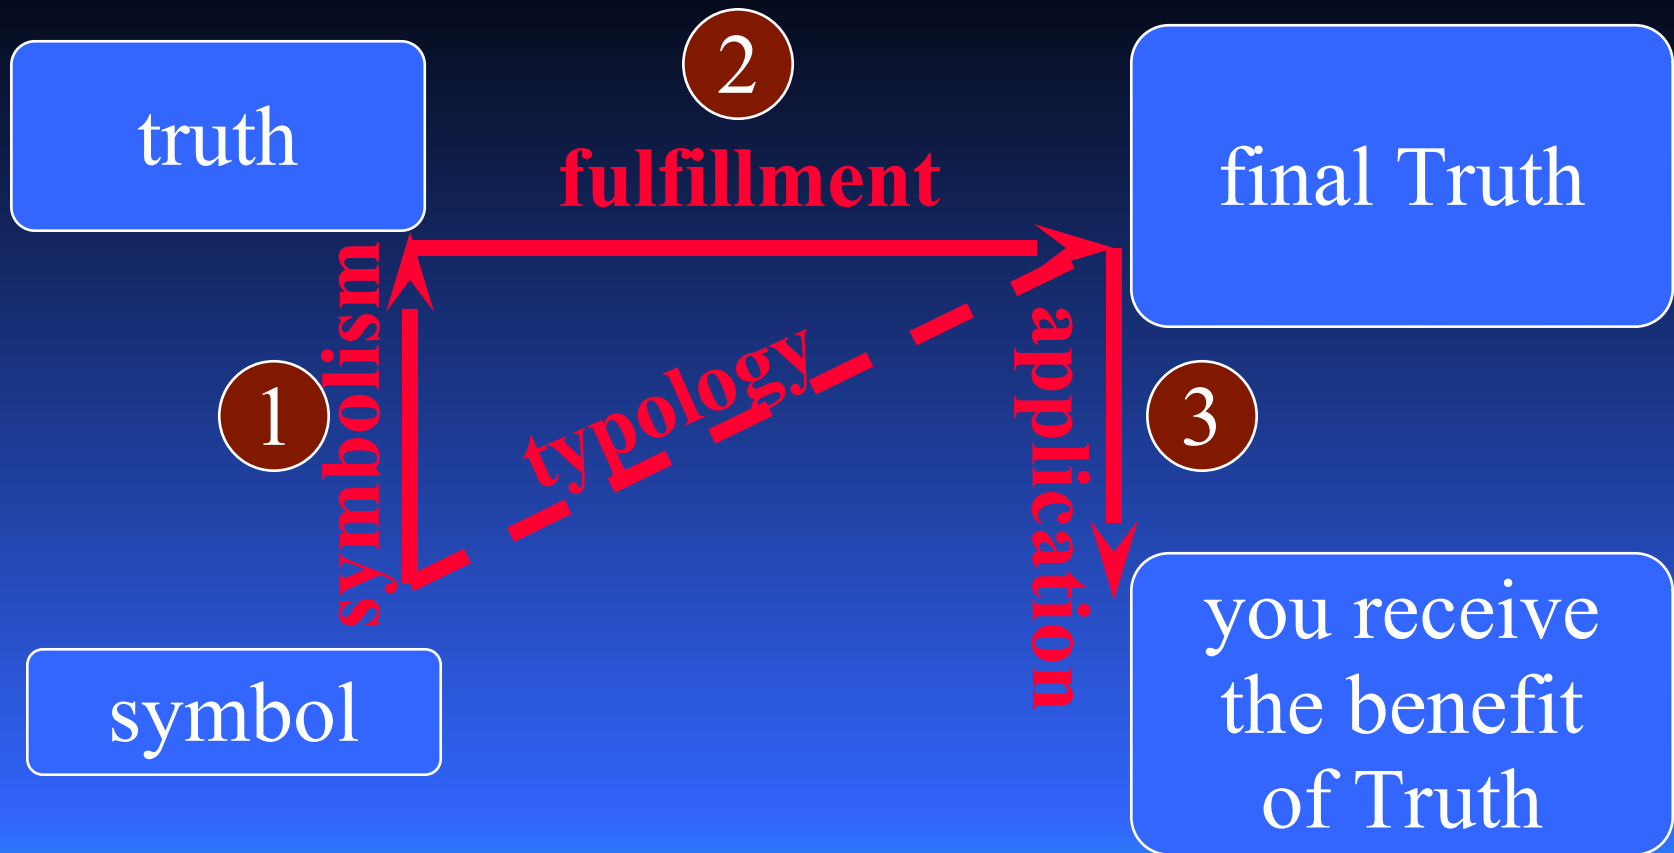 truth
2
fulfillment
final Truth
symbolism
1
typology
application
3
symbol
you receive
the benefit
of Truth